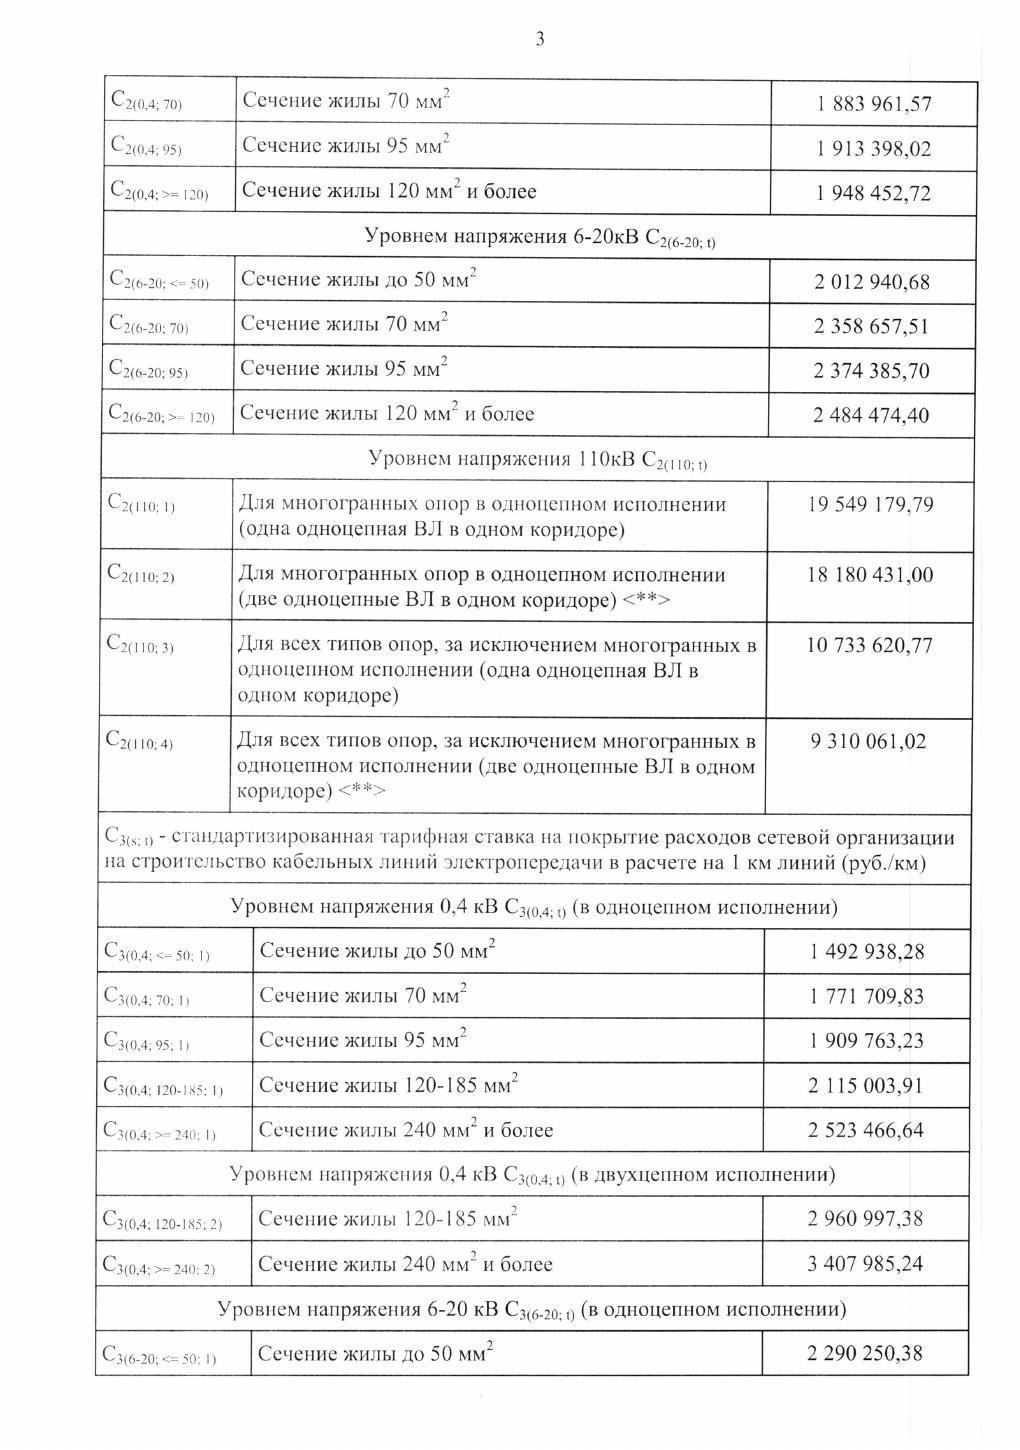 3
C2(0,4; 70) Сечение жилы 70 мм² 1 883 961,57
C2(0,4; 95) Сечение жилы 95 мм² 1 913 398,02
C2(0,4; >= 120) Сечение жилы 120 мм² и более 1 948 452,72
Уровнем напряжения 6-20кВ C2(6-20; t)
C2(6-20; <= 50) Сечение жилы до 50 мм² 2 012 940,68
C2(6-20; 70) Сечение жилы 70 мм² 2 358 657,51
C2(6-20; 95) Сечение жилы 95 мм² 2 374 385,70
C2(6-20; >= 120) Сечение жилы 120 мм² и более 2 484 474,40
Уровнем напряжения 110кВ C2(110; t)
C2(110; 1) Для многогранных опор в одноцепном исполнении 19 549 179,79
(одна одноцепная ВЛ в одном коридоре)
C2(110; 2) Для многогранных опор в одноцепном исполнении 18 180 431,00
(две одноцепные ВЛ в одном коридоре) <**>
C2(110; 3) Для всех типов опор, за исключением многогранных в 10 733 620,77
одноцепном исполнении (одна одноцепная ВЛ в
одном коридоре)
C2(110; 4) Для всех типов опор, за исключением многогранных в 9 310 061,02
одноцепном исполнении (две одноцепные ВЛ в одном
коридоре) <**>
C3(s; t) - стандартизированная тарифная ставка на покрытие расходов сетевой организации
на строительство кабельных линий электропередачи в расчете на 1 км линий (руб./км)
Уровнем напряжения 0,4 кВ C3(0,4; t) (в одноцепном исполнении)
C3(0,4; <= 50; 1) Сечение жилы до 50 мм² 1 492 938,28
C3(0,4; 70; 1) Сечение жилы 70 мм² 1 771 709,83
C3(0,4; 95; 1) Сечение жилы 95 мм² 1 909 763,23
C3(0,4; 120-185; 1) Сечение жилы 120-185 мм² 2 115 003,91
C3(0,4; >= 240; 1) Сечение жилы 240 мм² и более 2 523 466,64
Уровнем напряжения 0,4 кВ C3(0,4; t) (в двухцепном исполнении)
C3(0,4; 120-185; 2) Сечение жилы 120-185 мм² 2 960 997,38
C3(0,4; >= 240; 2) Сечение жилы 240 мм² и более 3 407 985,24
Уровнем напряжения 6-20 кВ C3(6-20; t) (в одноцепном исполнении)
C3(6-20; <= 50; 1) Сечение жилы до 50 мм² 2 290 250,38